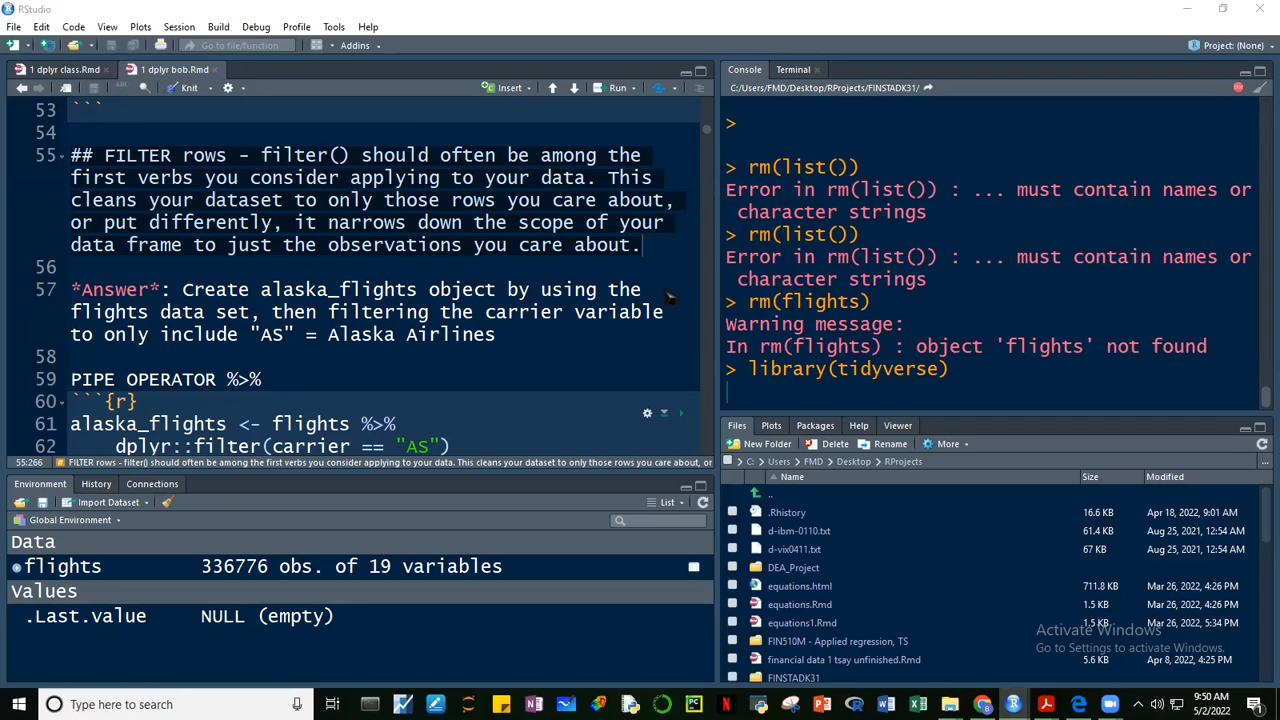 RStudio
File Edit Code View Plots Session Build Debug Profile Tools Help
Go to file/function Addins Project: (None)
1 dplyr class.Rmd 1 dplyr bob.Rmd
Knit Insert Run
53 ```
54
55 ## FILTER rows - filter() should often be among the
first verbs you consider applying to your data. This
cleans your dataset to only those rows you care about,
or put differently, it narrows down the scope of your
data frame to just the observations you care about.
56
57 *Answer*: Create alaska_flights object by using the
flights data set, then filtering the carrier variable
to only include "AS" = Alaska Airlines
58
59 PIPE OPERATOR %>%
60 ```{r}
61 alaska_flights <- flights %>%
62 dplyr::filter(carrier == "AS")
55:266 FILTER rows - filter() should often be among the first verbs you consider applying to your data. This cleans your dataset to only those rows you care about, or
Environment History Connections
Import Dataset List
Global Environment
Data
flights 336776 obs. of 19 variables
Values
.Last.value NULL (empty)
Console Terminal
C:/Users/FMD/Desktop/RProjects/FINSTADK31/
>
> rm(list())
Error in rm(list()) : ... must contain names or
character strings
> rm(list())
Error in rm(list()) : ... must contain names or
character strings
> rm(flights)
Warning message:
In rm(flights) : object 'flights' not found
> library(tidyverse)
Files Plots Packages Help Viewer
New Folder Delete Rename More
C: Users FMD Desktop RProjects ...
Name Size Modified
..
.Rhistory 16.6 KB Apr 18, 2022, 9:01 AM
d-ibm-0110.txt 61.4 KB Aug 25, 2021, 12:54 AM
d-vix0411.txt 67 KB Aug 25, 2021, 12:54 AM
DEA_Project
equations.html 711.8 KB Mar 26, 2022, 4:26 PM
equations.Rmd 1.5 KB Mar 26, 2022, 4:26 PM
equations1.Rmd 1.5 KB Mar 26, 2022, 5:34 PM
FIN510M - Applied regression, TS
financial data 1 tsay unfinished.Rmd 5.6 KB Apr 8, 2022, 4:25 PM
FINSTADK31
Activate Windows
Go to Settings to activate Windows.
Type here to search
9:50 AM
5/2/2022